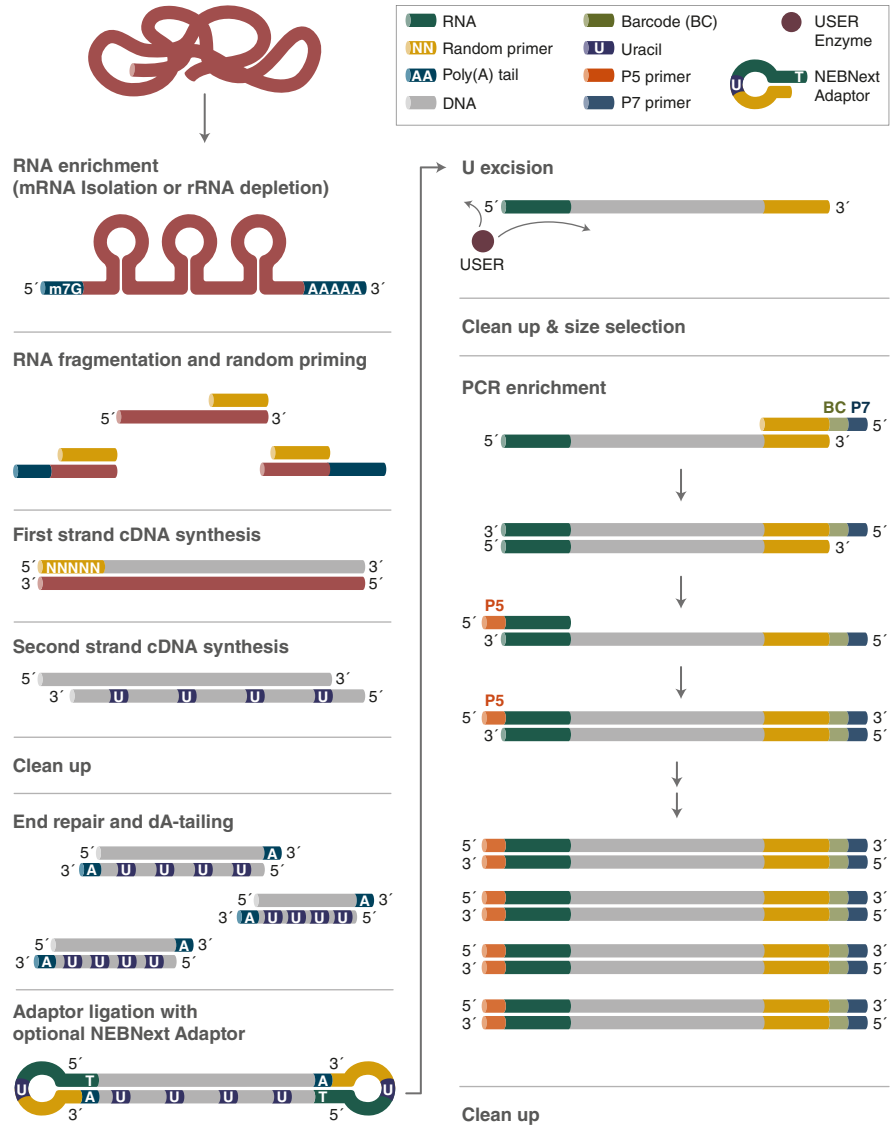 RNA
NN Random primer
AA Poly(A) tail
DNA
Barcode (BC)
U Uracil
P5 primer
P7 primer
USER
Enzyme
U T
NEBNext
Adaptor
RNA enrichment
(mRNA Isolation or rRNA depletion)
5´ m7G AAAAA 3´
RNA fragmentation and random priming
5´ 3´
First strand cDNA synthesis
5´ NNNNN 3´
3´ 5´
Second strand cDNA synthesis
5´ 3´
3´ U U U U 5´
Clean up
End repair and dA-tailing
5´ A 3´
3´ A U U U U 5´
5´ A 3´
3´ A U U U U 5´
5´ A 3´
3´ A U U U U 5´
Adaptor ligation with
optional NEBNext Adaptor
5´ 3´
T A
U A U U U U T U
3´ 5´
U excision
5´ 3´
USER
Clean up & size selection
PCR enrichment
BC P7
5´
5´ 3´
3´ 5´
5´ 3´
P5
5´
3´ 5´
P5
5´ 3´
3´ 5´
5´ 3´
3´ 5´
5´ 3´
3´ 5´
5´ 3´
3´ 5´
5´ 3´
3´ 5´
Clean up